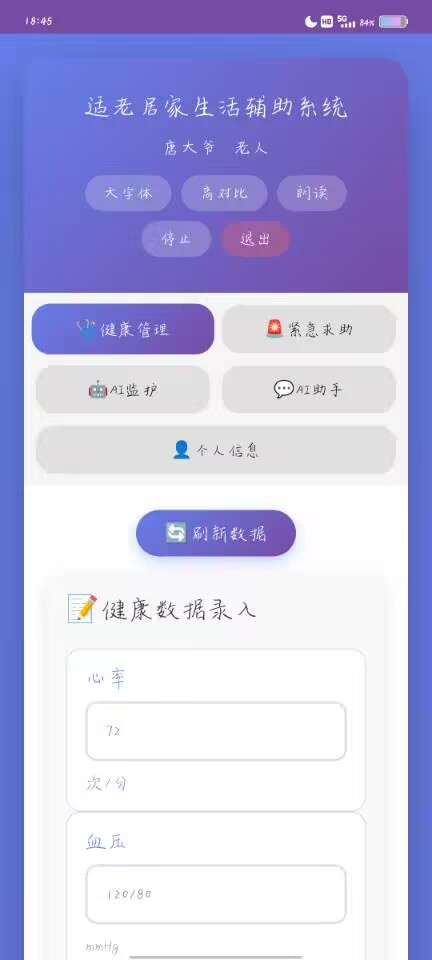 18:45
HD 5G 84%
适老居家生活辅助系统
唐大爷 老人
大字体 高对比 朗读
停止 退出
健康管理 紧急求助
AI监护 AI助手
个人信息
刷新数据
健康数据录入
心率
72
次/分
血压
120/80
mmHg